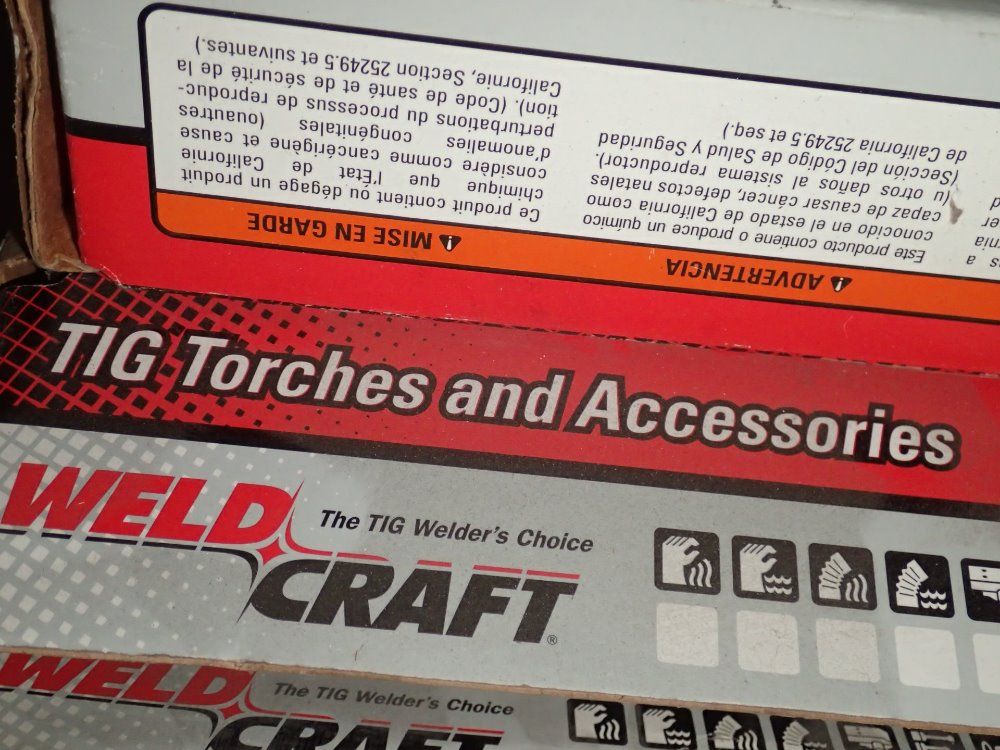 ADVERTENCIA
Este producto contiene o produce un químico
conocido en el estado de California como
capaz de causar cáncer, defectos natales
(u otros daños al sistema reproductor).
(Sección del Código de Salud y Seguridad
de California 25249.5 et seq.)
MISE EN GARDE
Ce produit contient ou dégage un produit
chimique que l'État de Californie
considère comme cancérigène et cause
d'anomalies congénitales (ouautres
perturbations du processus de reproduc-
tion). (Code de santé et de sécurité de la
Californie, Section 25249.5 et suivantes.)
TIG Torches and Accessories
WELD
CRAFT®
The TIG Welder's Choice
WELD
CRAFT
The TIG Welder's Choice